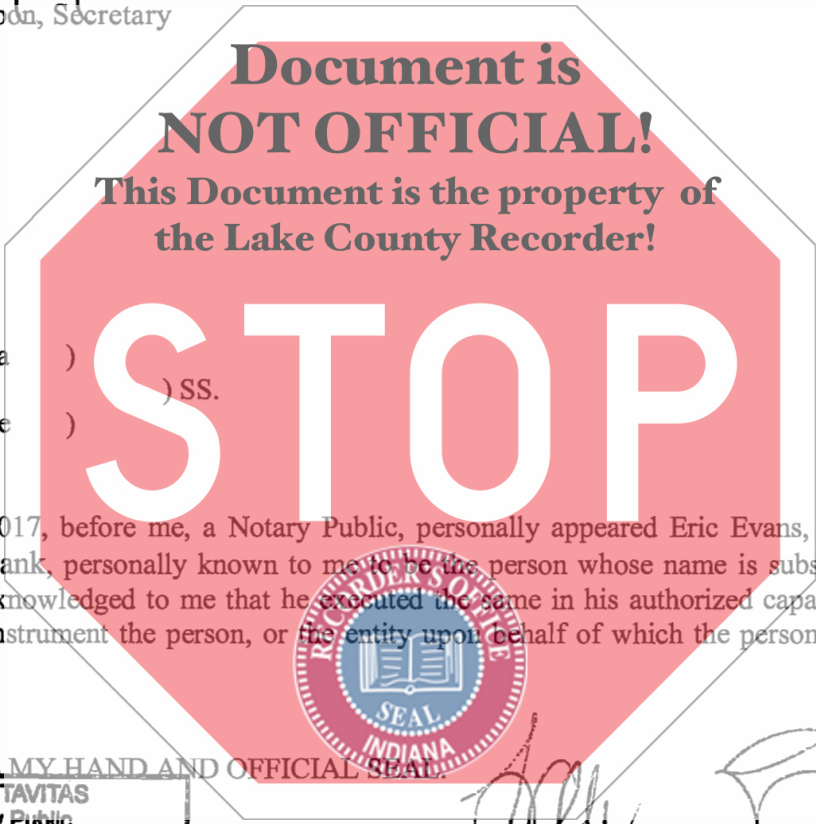 on, Secretary
Document is
NOT OFFICIAL!
This Document is the property of
the Lake County Recorder!
STOP
a )
) SS.
e )
017, before me, a Notary Public, personally appeared Eric Evans,
ank, personally known to me to be the person whose name is subs
knowledged to me that he executed the same in his authorized capa
nstrument the person, or the entity upon behalf of which the person
RECORDER'S OFFICE
SEAL
INDIANA
MY HAND AND OFFICIAL SEAL.
TAVITAS
Public